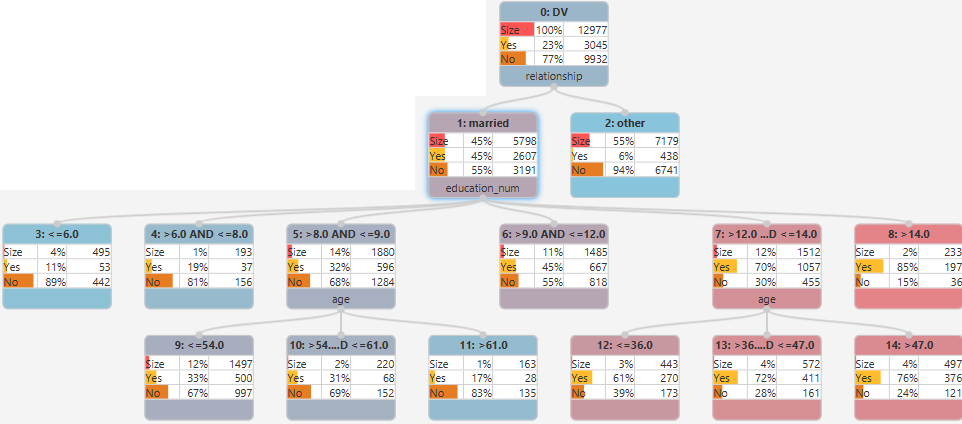 0: DV
Size 100% 12977
Yes 23% 3045
No 77% 9932
relationship
1: married
Size 45% 5798
Yes 45% 2607
No 55% 3191
education_num
2: other
Size 55% 7179
Yes 6% 438
No 94% 6741
3: <=6.0
Size 4% 495
Yes 11% 53
No 89% 442
4: >6.0 AND <=8.0
Size 1% 193
Yes 19% 37
No 81% 156
5: >8.0 AND <=9.0
Size 14% 1880
Yes 32% 596
No 68% 1284
age
6: >9.0 AND <=12.0
Size 11% 1485
Yes 45% 667
No 55% 818
7: >12.0 ...D <=14.0
Size 12% 1512
Yes 70% 1057
No 30% 455
age
8: >14.0
Size 2% 233
Yes 85% 197
No 15% 36
9: <=54.0
Size 12% 1497
Yes 33% 500
No 67% 997
10: >54....D <=61.0
Size 2% 220
Yes 31% 68
No 69% 152
11: >61.0
Size 1% 163
Yes 17% 28
No 83% 135
12: <=36.0
Size 3% 443
Yes 61% 270
No 39% 173
13: >36....D <=47.0
Size 4% 572
Yes 72% 411
No 28% 161
14: >47.0
Size 4% 497
Yes 76% 376
No 24% 121